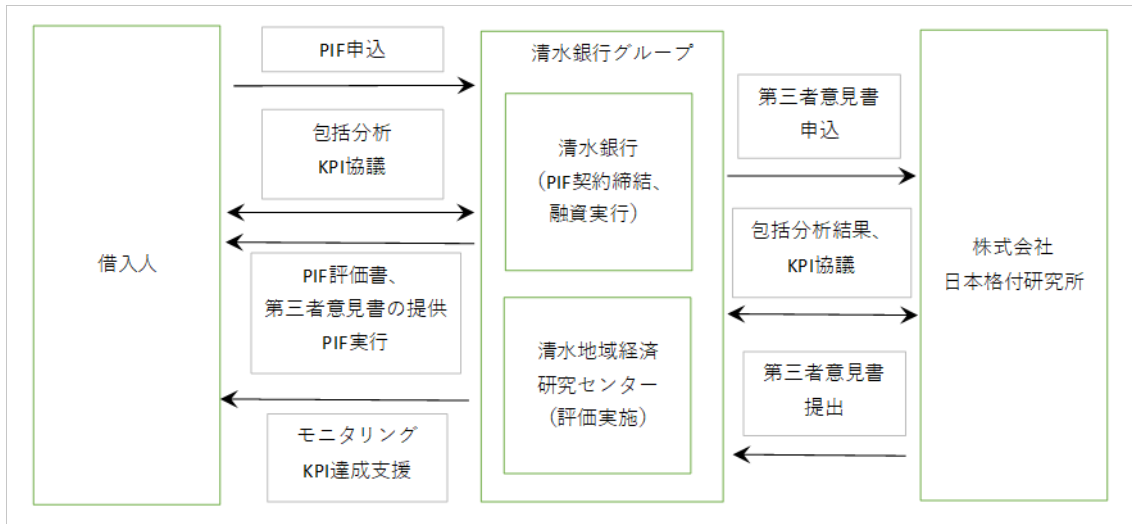 借入人
PIF申込
包括分析
KPI協議
PIF評価書、
第三者意見書の提供
PIF実行
モニタリング
KPI達成支援
清水銀行グループ
清水銀行
（PIF契約締結、
融資実行）
清水地域経済
研究センター
（評価実施）
第三者意見書
申込
包括分析結果、
KPI協議
第三者意見書
提出
株式会社
日本格付研究所